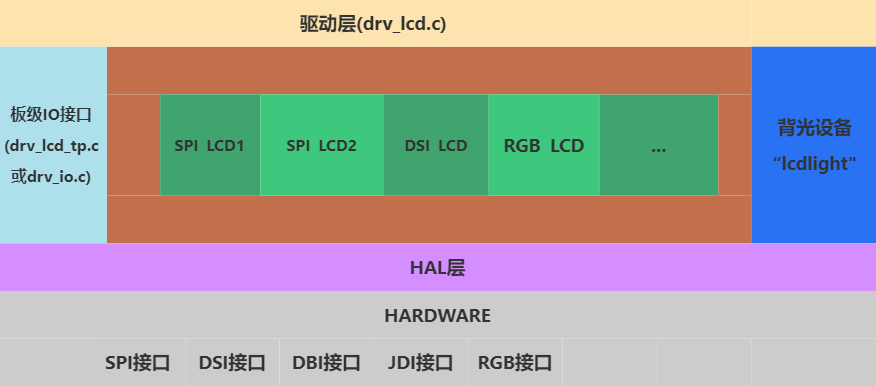 驱动层(drv_lcd.c)
板级IO接口
(drv_lcd_tp.c
或drv_io.c)
SPI LCD1
SPI LCD2
DSI LCD
RGB LCD
...
背光设备
“lcdlight"
HAL层
HARDWARE
SPI接口
DSI接口
DBI接口
JDI接口
RGB接口